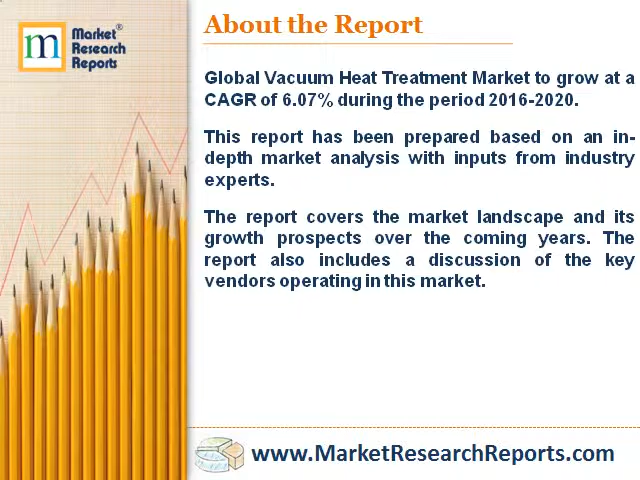 m
Market®
Research
Reports
About the Report
Global Vacuum Heat Treatment Market to grow at a
CAGR of 6.07% during the period 2016-2020.
This report has been prepared based on an in-
depth market analysis with inputs from industry
experts.
The report covers the market landscape and its
growth prospects over the coming years. The
report also includes a discussion of the key
vendors operating in this market.
www.MarketResearchReports.com